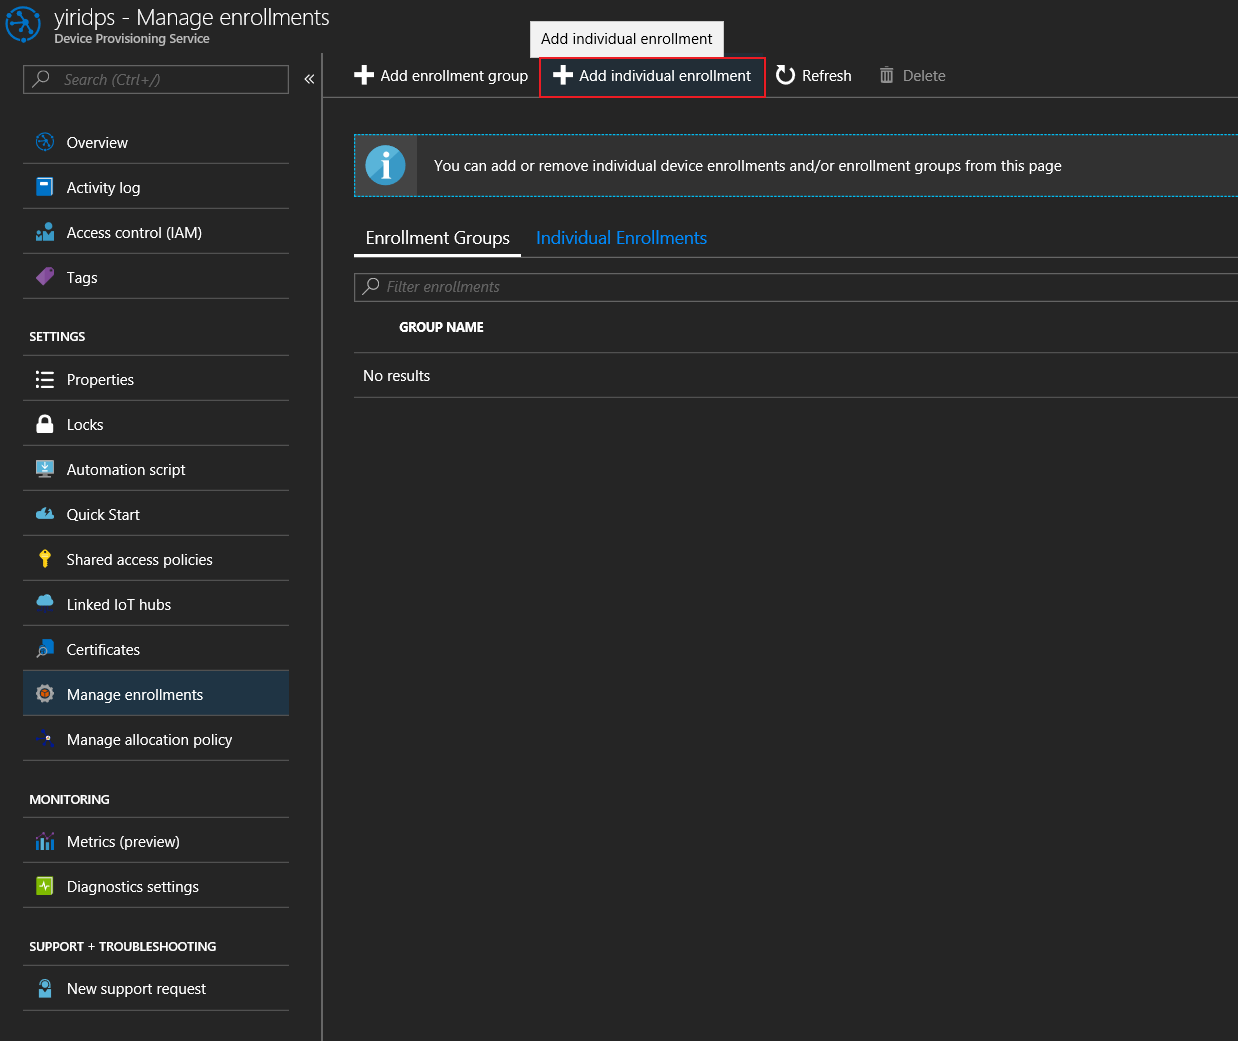 yiridps - Manage enrollments
Device Provisioning Service
Add individual enrollment
Search (Ctrl+/)
«
Add enrollment group
Add individual enrollment
Refresh
Delete
Overview
Activity log
Access control (IAM)
Tags
SETTINGS
Properties
Locks
Automation script
Quick Start
Shared access policies
Linked IoT hubs
Certificates
Manage enrollments
Manage allocation policy
MONITORING
Metrics (preview)
Diagnostics settings
SUPPORT + TROUBLESHOOTING
New support request
You can add or remove individual device enrollments and/or enrollment groups from this page
Enrollment Groups
Individual Enrollments
Filter enrollments
GROUP NAME
No results